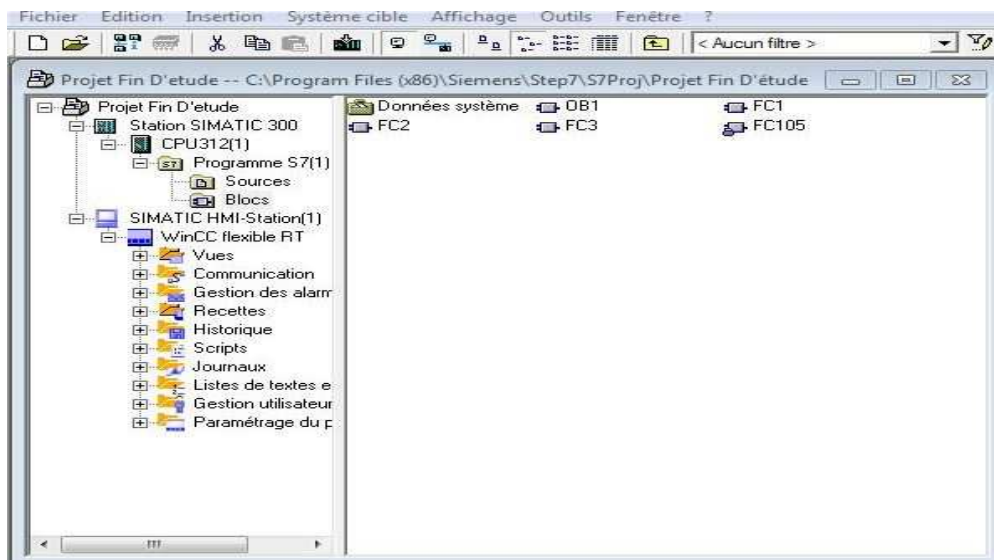 Fichier Edition Insertion Système cible Affichage Outils Fenêtre ?
< Aucun filtre >
Projet Fin D'etude -- C:\Program Files (x86)\Siemens\Step7\S7Proj\Projet Fin D'étude
Projet Fin D'etude
Station SIMATIC 300
CPU312(1)
Programme S7(1)
Sources
Blocs
SIMATIC HMI-Station(1)
WinCC flexible RT
Vues
Communication
Gestion des alarm
Recettes
Historique
Scripts
Journaux
Listes de textes e
Gestion utilisateur
Paramétrage du p
Données système OB1 FC1
FC2 FC3 FC105